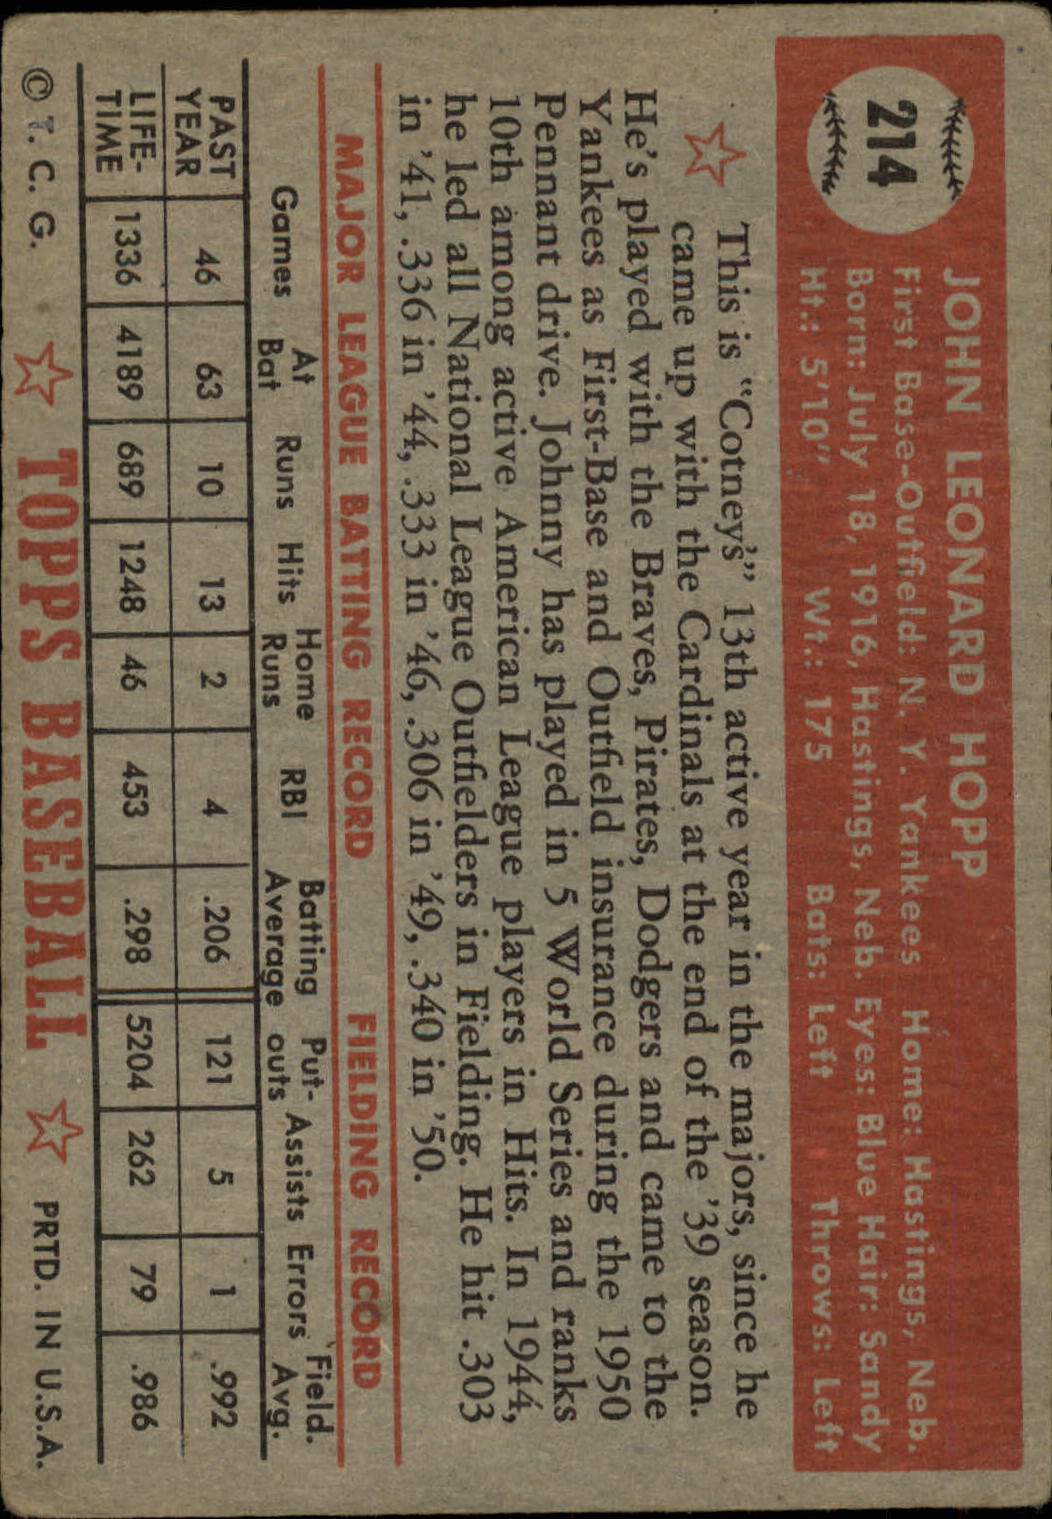 214
JOHN LEONARD HOPP
First Base-Outfield: N. Y. Yankees Home: Hastings, Neb.
Born: July 18, 1916, Hastings, Neb. Eyes: Blue Hair: Sandy
Ht.: 5'10" Wt.: 175 Bats: Left Throws: Left
This is "Cotney's" 13th active year in the majors, since he
came up with the Cardinals at the end of the '39 season.
He's played with the Braves, Pirates, Dodgers and came to the
Yankees as First-Base and Outfield insurance during the 1950
Pennant drive. Johnny has played in 5 World Series and ranks
10th among active American League players in Hits. In 1944,
he led all National League Outfielders in Fielding. He hit .303
in '41, .336 in '44, .333 in '46, .306 in '49, .340 in '50.
MAJOR LEAGUE BATTING RECORD FIELDING RECORD
Games At Bat Runs Hits Home Runs RBI Batting Average Put-outs Assists Errors Field. Avg.
PAST YEAR 46 63 10 13 2 4 .206 121 5 1 .992
LIFE-TIME 1336 4189 689 1248 46 453 .298 5204 262 79 .986
© T. C. G. TOPPS BASEBALL PRTD. IN U.S.A.